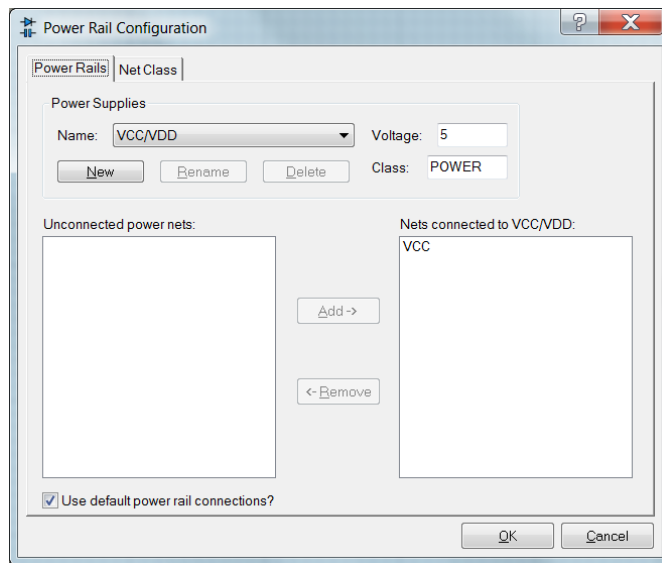 Power Rail Configuration
Power Rails Net Class
Power Supplies
Name: VCC/VDD Voltage: 5
New Rename Delete Class: POWER
Unconnected power nets: Nets connected to VCC/VDD:
VCC
Add ->
<- Remove
Use default power rail connections?
OK Cancel